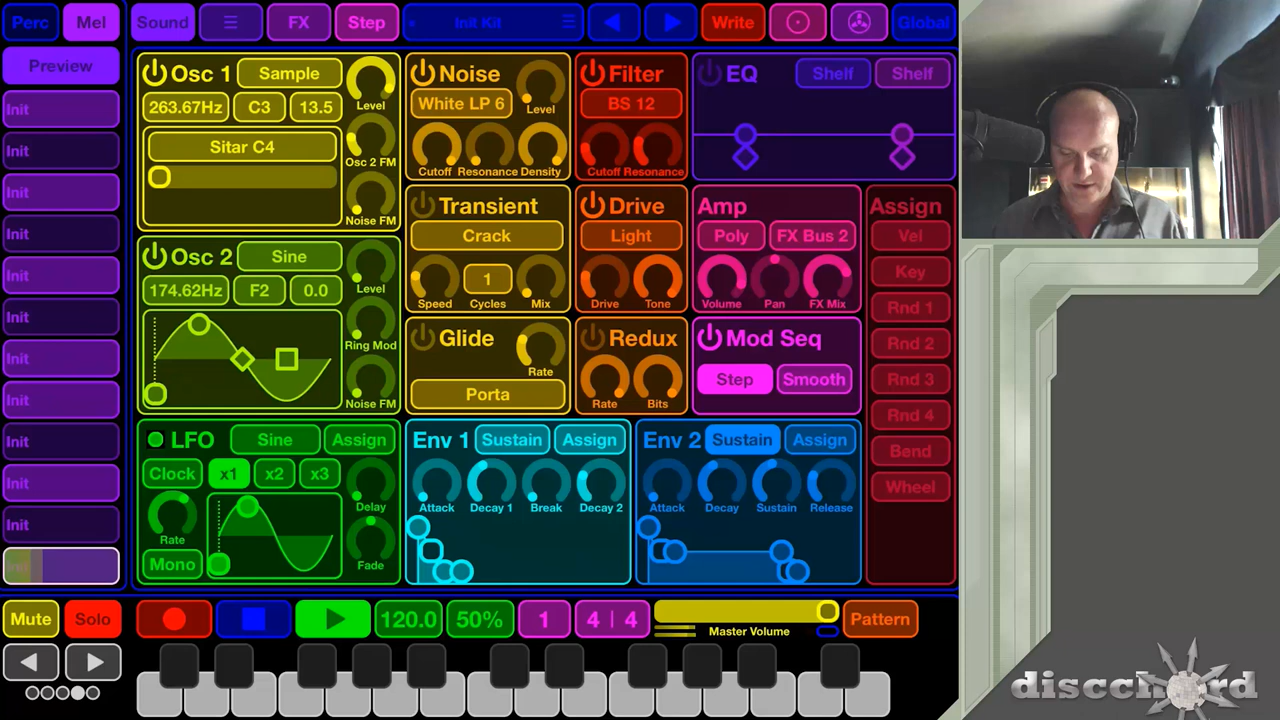 Perc Mel Sound FX Step Init Kit Write Global
Preview
Init
Init
Init
Init
Init
Init
Init
Init
Init
Init
Init
Osc 1 Sample
263.67Hz C3 13.5
Level
Sitar C4
Osc 2 FM
Noise FM
Osc 2 Sine
174.62Hz F2 0.0
Level
Ring Mod
Noise FM
LFO Sine Assign
Clock x1 x2 x3
Delay
Rate
Mono
Fade
Noise
White LP 6
Level
Cutoff Resonance Density
Transient
Crack
1
Speed Cycles Mix
Glide
Rate
Porta
Filter
BS 12
Cutoff Resonance
Drive
Light
Drive Tone
Redux
Rate Bits
EQ Shelf Shelf
Amp
Poly FX Bus 2
Volume Pan FX Mix
Mod Seq
Step Smooth
Assign
Vel
Key
Rnd 1
Rnd 2
Rnd 3
Rnd 4
Bend
Wheel
Env 1 Sustain Assign
Attack Decay 1 Break Decay 2
Env 2 Sustain Assign
Attack Decay Sustain Release
Mute Solo 120.0 50% 1 4 | 4 Master Volume Pattern
discchord